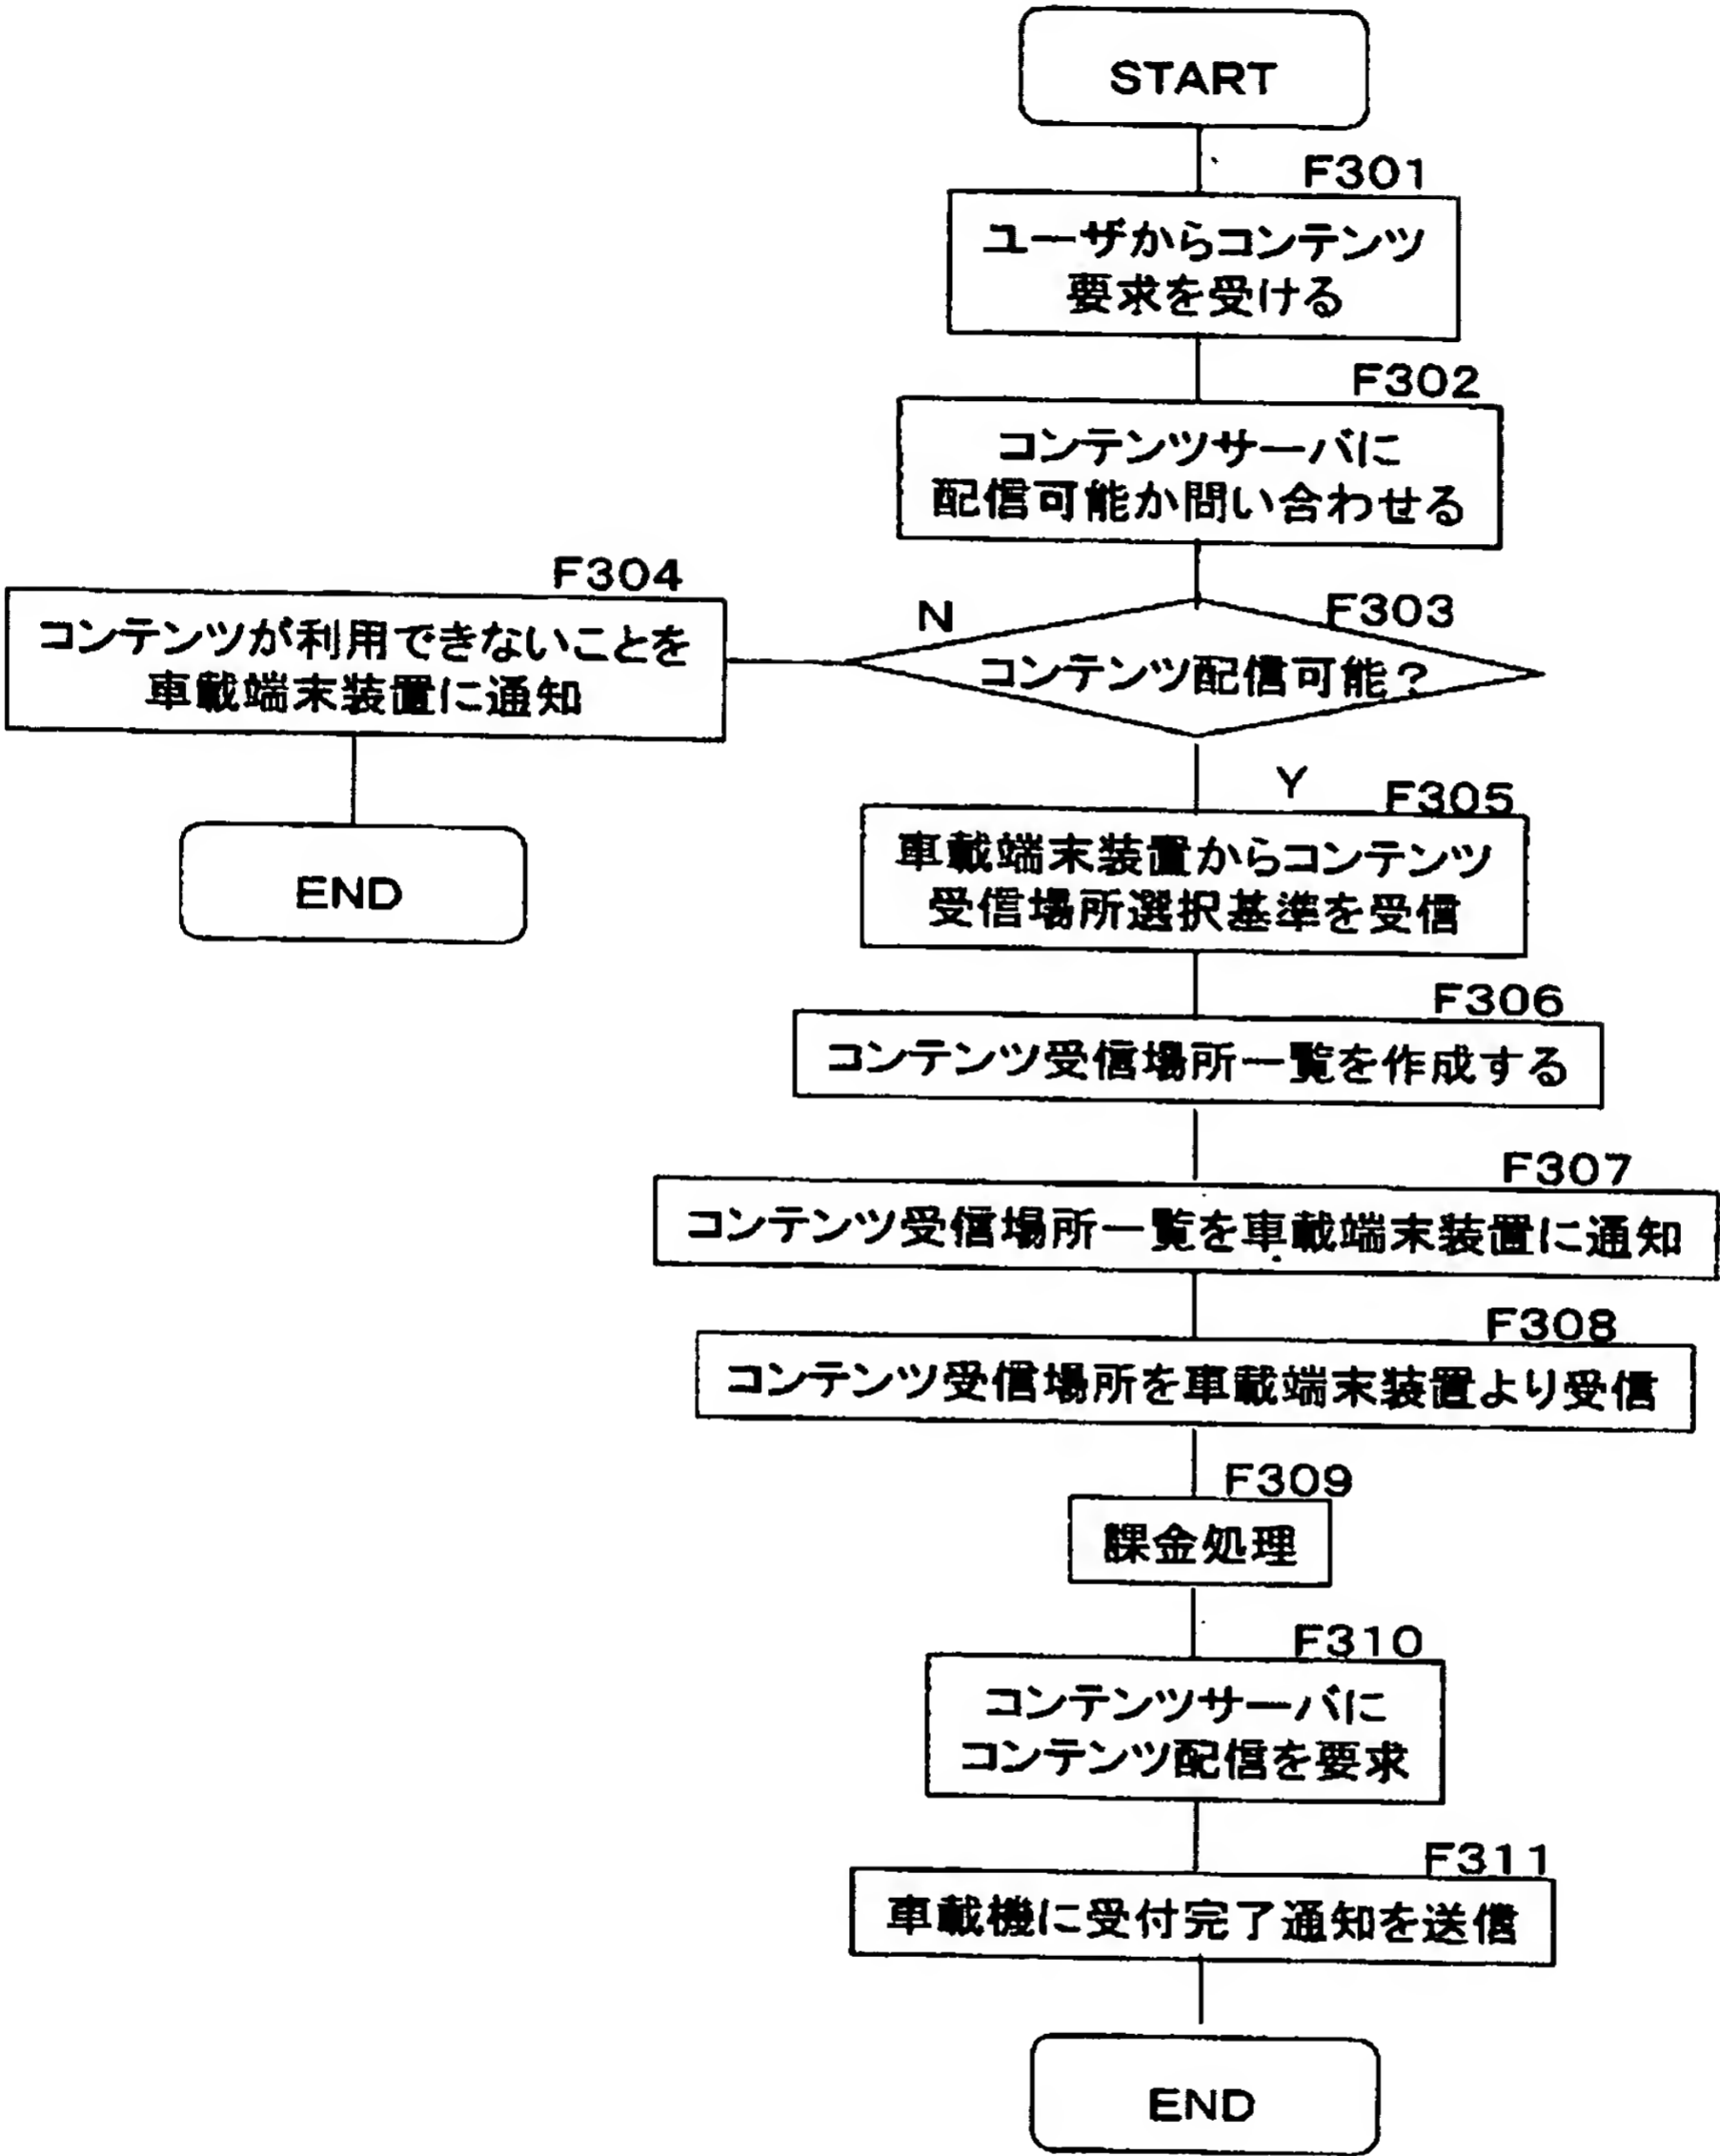 START
F301
ユーザからコンテンツ
要求を受ける
F302
コンテンツサーバに
配信可能か問い合わせる
F303
コンテンツ配信可能？
N
F304
コンテンツが利用できないことを
車載端末装置に通知
END
Y
F305
車載端末装置からコンテンツ
受信場所選択基準を受信
F306
コンテンツ受信場所一覧を作成する
F307
コンテンツ受信場所一覧を車載端末装置に通知
F308
コンテンツ受信場所を車載端末装置より受信
F309
課金処理
F310
コンテンツサーバに
コンテンツ配信を要求
F311
車載機に受付完了通知を送信
END